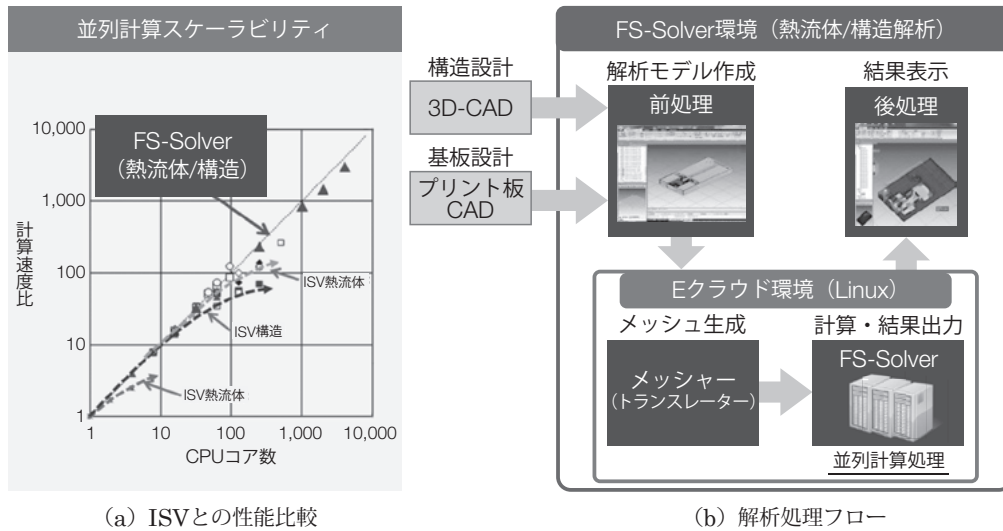 並列計算スケーラビリティ
10,000
1,000
100
10
1
計算速度比
FS-Solver
（熱流体/構造）
ISV熱流体
ISV構造
ISV熱流体
1
10
100
1,000
10,000
CPUコア数
（a）ISVとの性能比較
FS-Solver環境（熱流体/構造解析）
構造設計
3D-CAD
基板設計
プリント板
CAD
解析モデル作成
前処理
結果表示
後処理
Eクラウド環境（Linux）
メッシュ生成
メッシャー
（トランスレーター）
計算・結果出力
FS-Solver
並列計算処理
（b）解析処理フロー